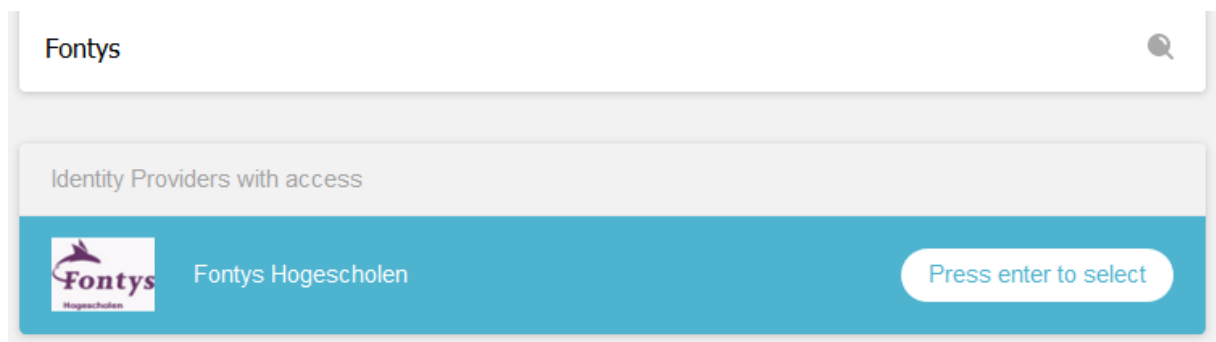 Fontys
Identity Providers with access
Fontys
Hogescholen
Fontys Hogescholen
Press enter to select